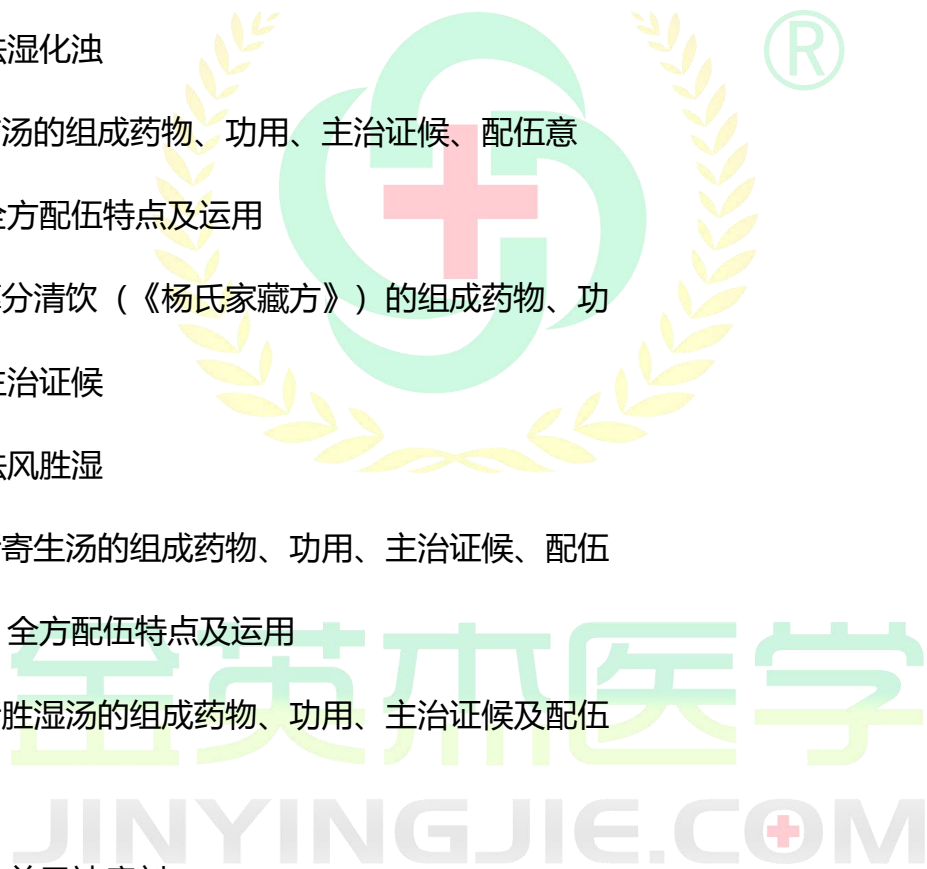 ®
湿化浊
汤的组成药物、功用、主治证候、配伍意
方配伍特点及运用
分清饮（《杨氏家藏方》）的组成药物、功
治证候
风胜湿
寄生汤的组成药物、功用、主治证候、配伍
全方配伍特点及运用
胜湿汤的组成药物、功用、主治证候及配伍
金英杰医学
JINYINGJIE.COM